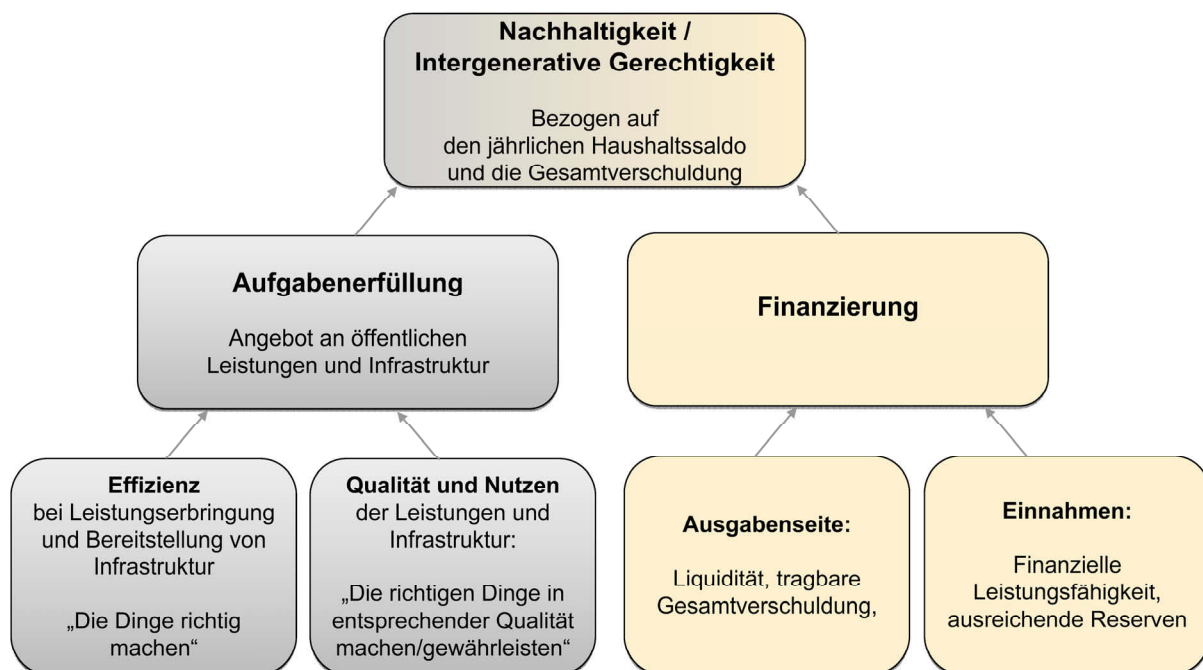 Nachhaltigkeit /
Intergenerative Gerechtigkeit
Bezogen auf
den jährlichen Haushaltssaldo
und die Gesamtverschuldung
Aufgabenerfüllung
Angebot an öffentlichen
Leistungen und Infrastruktur
Finanzierung
Effizienz
bei Leistungserbringung
und Bereitstellung von
Infrastruktur
„Die Dinge richtig
machen“
Qualität und Nutzen
der Leistungen und
Infrastruktur:
„Die richtigen Dinge in
entsprechender Qualität
machen/gewährleisten“
Ausgabenseite:
Liquidität, tragbare
Gesamtverschuldung,
Einnahmen:
Finanzielle
Leistungsfähigkeit,
ausreichende Reserven